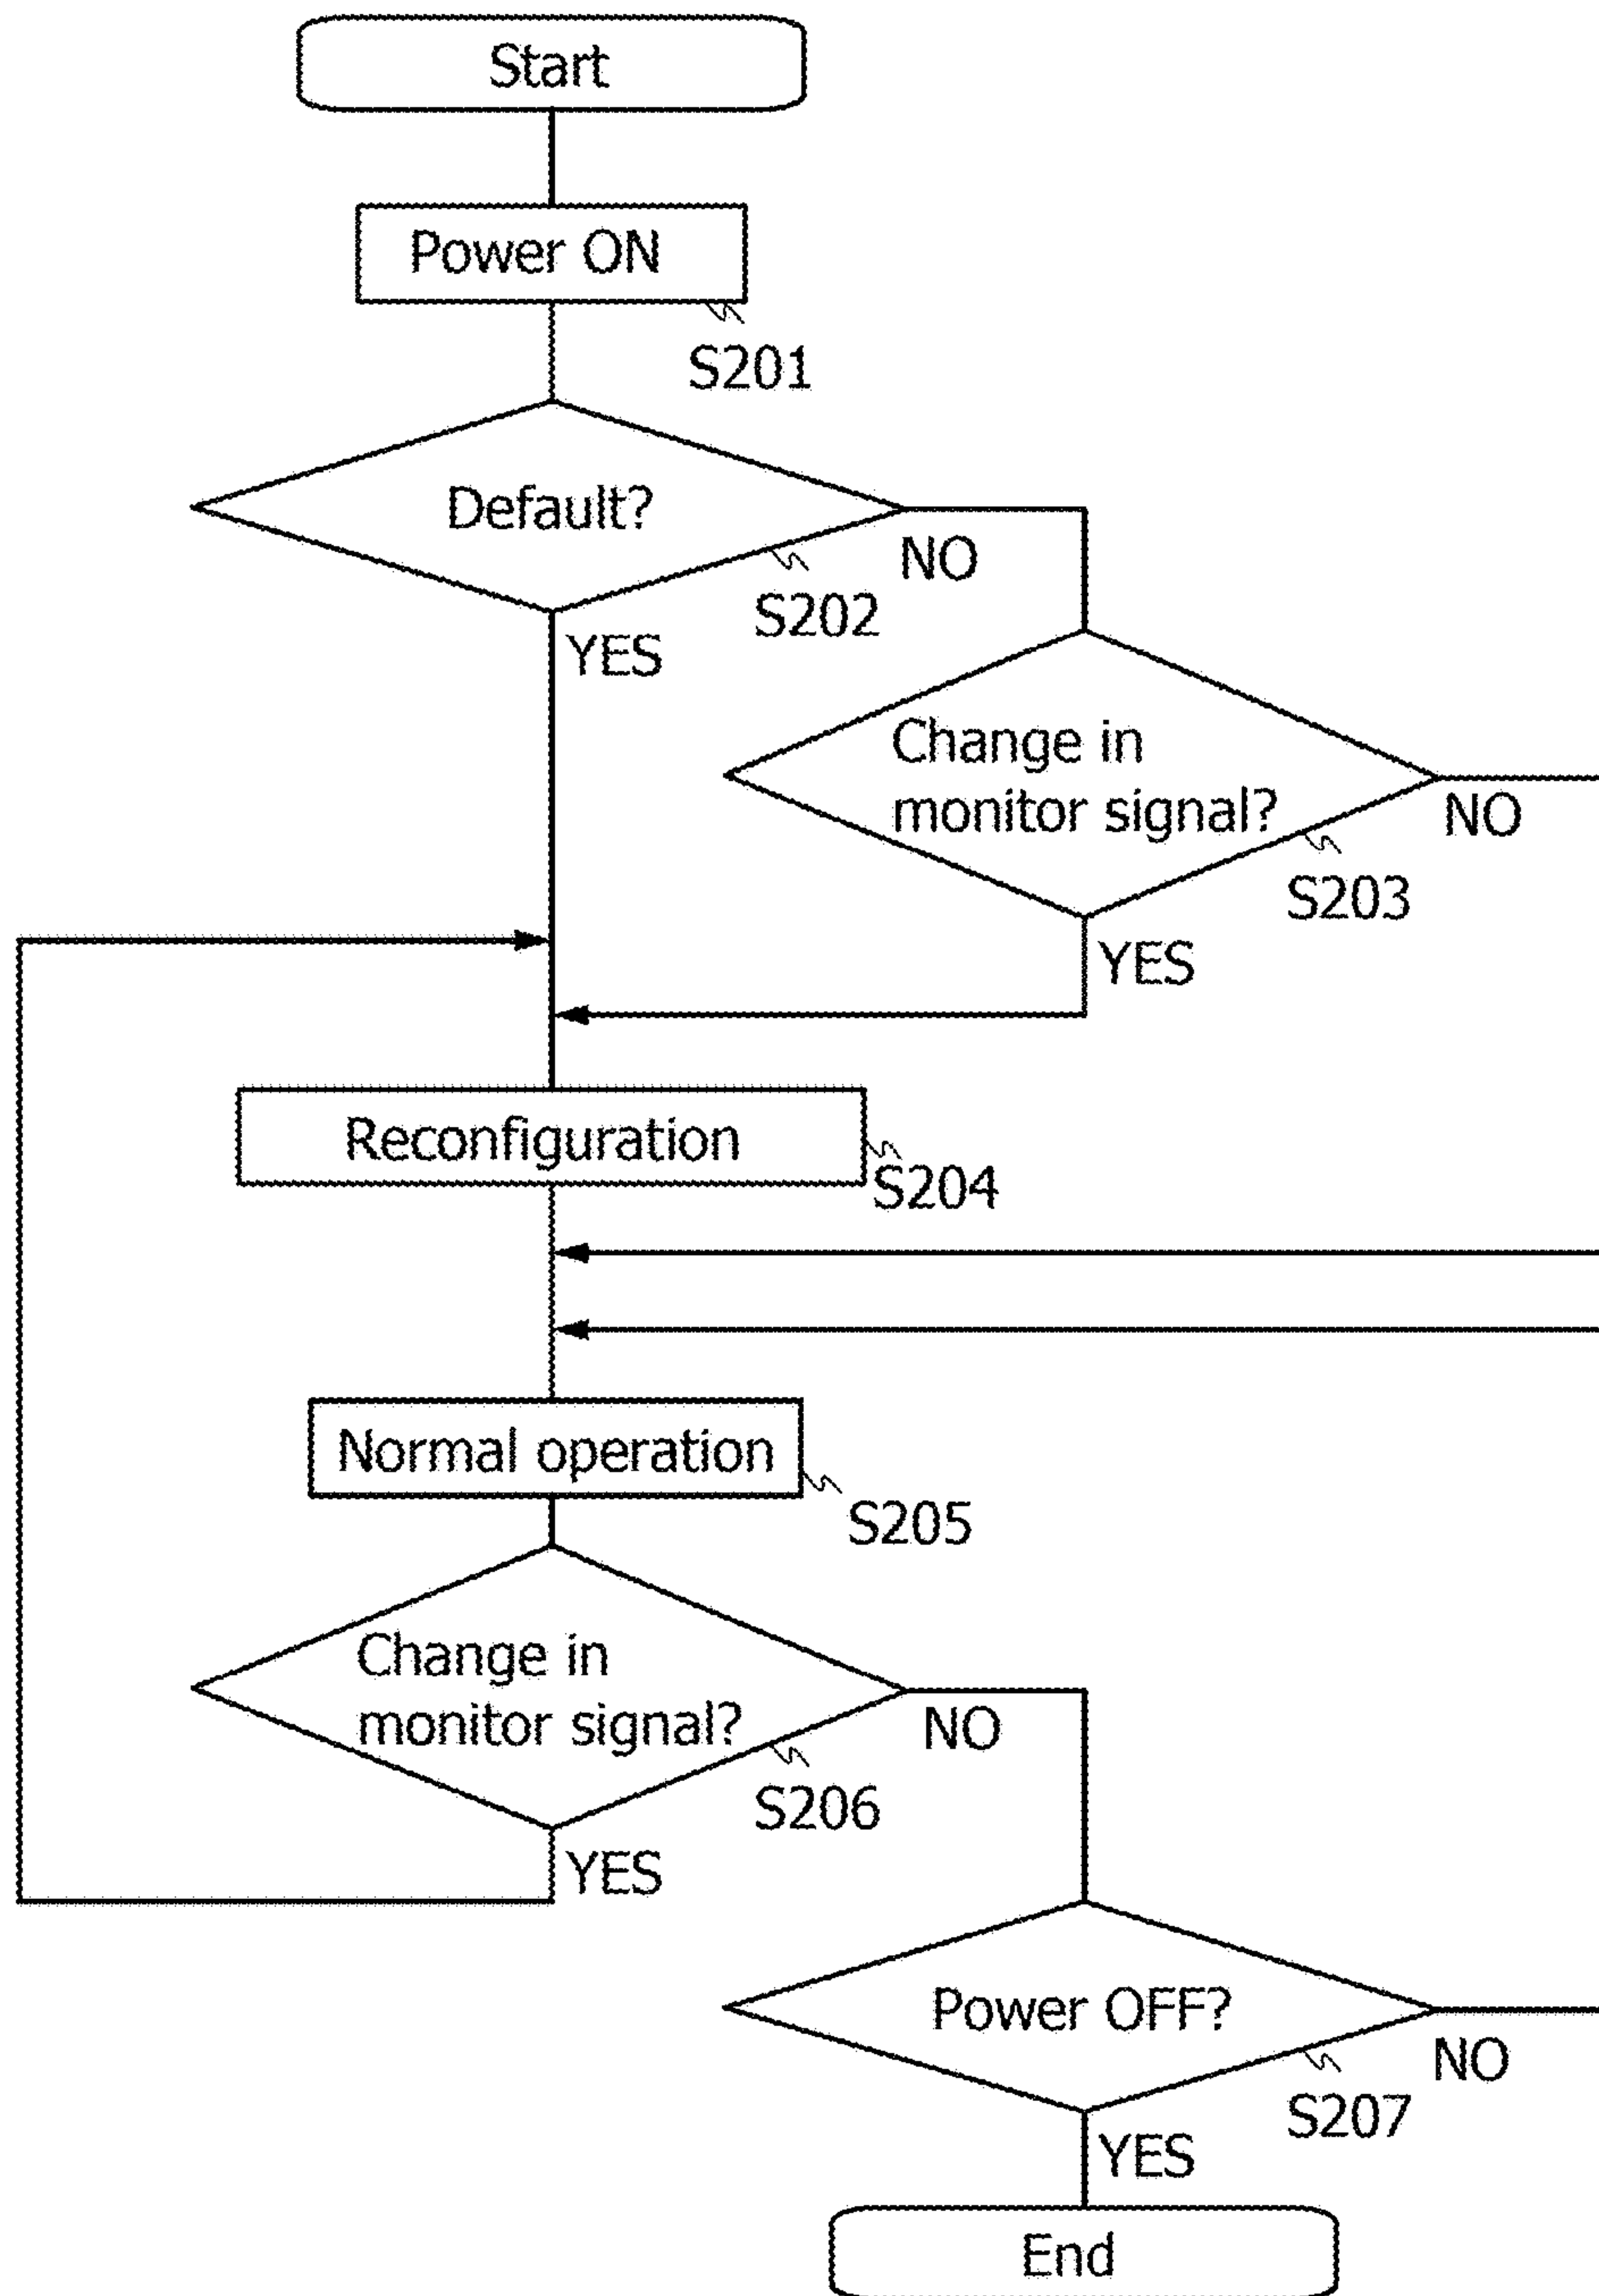 Start
Power ON
S201
Default?
NO
S202
YES
Change in
monitor signal?
NO
S203
YES
Reconfiguration
S204
Normal operation
S205
Change in
monitor signal?
NO
S206
YES
Power OFF?
NO
S207
YES
End